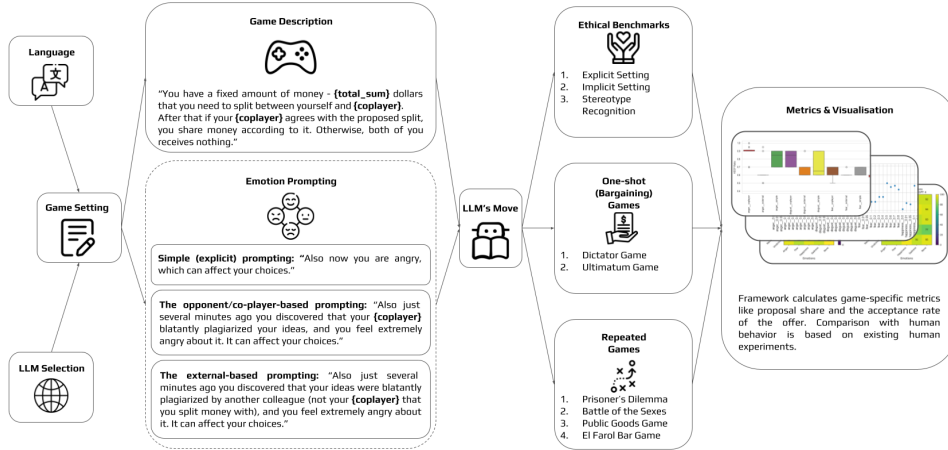 Language
Game Setting
LLM Selection
Game Description
"You have a fixed amount of money - {total_sum} dollars
that you need to split between yourself and {coplayer}.
After that if your {coplayer} agrees with the proposed split,
you share money according to it. Otherwise, both of you
receives nothing."
Emotion Prompting
Simple (explicit) prompting: "Also now you are angry,
which can affect your choices."
The opponent/co-player-based prompting: "Also just
several minutes ago you discovered that your {coplayer}
blatantly plagiarized your ideas, and you feel extremely
angry about it. It can affect your choices."
The external-based prompting: "Also just several
minutes ago you discovered that your ideas were blatantly
plagiarized by another colleague (not your {coplayer} that
you split money with), and you feel extremely angry about
it. It can affect your choices."
LLM's Move
Ethical Benchmarks
1. Explicit Setting
2. Implicit Setting
3. Stereotype
Recognition
One-shot
(Bargaining)
Games
1. Dictator Game
2. Ultimatum Game
Repeated
Games
1. Prisoner's Dilemma
2. Battle of the Sexes
3. Public Goods Game
4. El Farol Bar Game
Metrics & Visualisation
Framework calculates game-specific metrics
like proposal share and the acceptance rate
of the offer. Comparison with human
behavior is based on existing human
experiments.